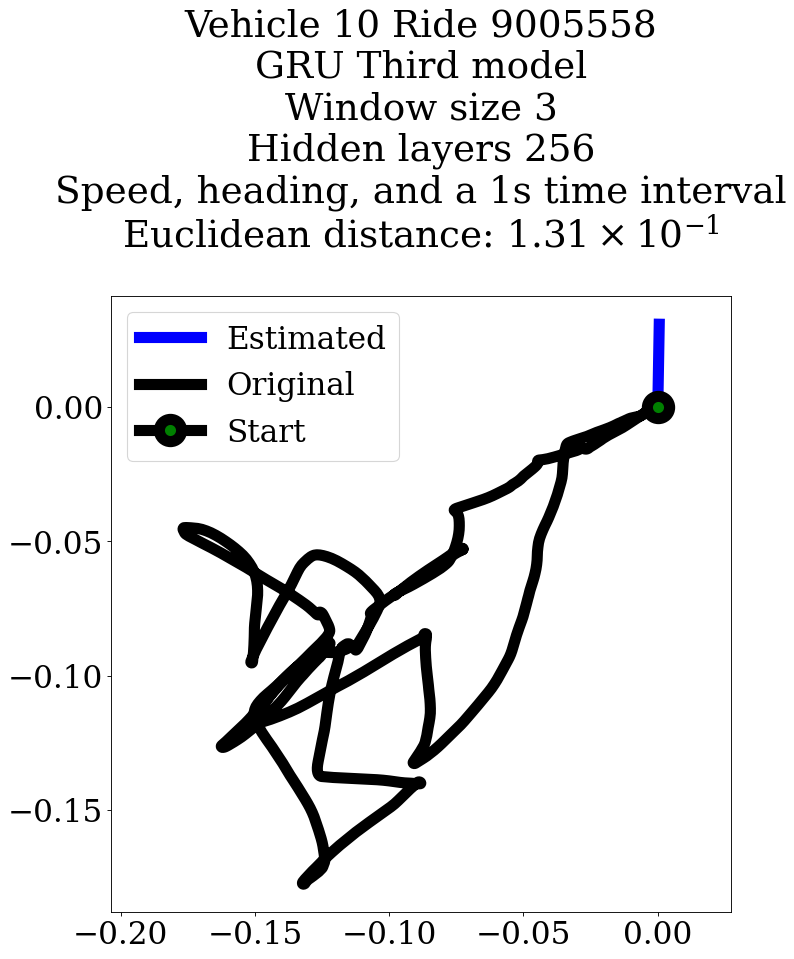 Vehicle 10 Ride 9005558
GRU Third model
Window size 3
Hidden layers 256
Speed, heading, and a 1s time interval
Euclidean distance: 1.31 × 10⁻¹
Estimated
Original
Start
0.00
−0.05
−0.10
−0.15
−0.20 −0.15 −0.10 −0.05 0.00